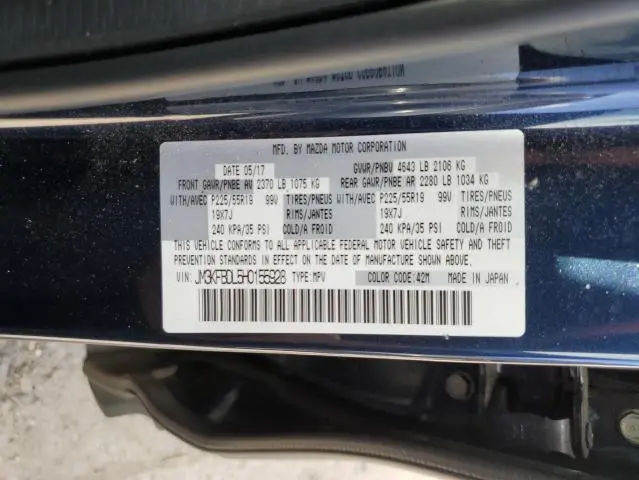 MFD. BY MAZDA MOTOR CORPORATION
DATE 05/17 GVWR/PNBV 4643 LB 2106 KG
FRONT GAWR/PNBE AV 2370 LB 1075 KG REAR GAWR/PNBE AR 2280 LB 1034 KG
WITH/AVEC P225/55R19 99V TIRES/PNEUS WITH/AVEC P225/55R19 99V TIRES/PNEUS
19X7J RIMS/JANTES 19X7J RIMS/JANTES
240 KPA/35 PSI COLD/A FROID 240 KPA/35 PSI COLD/A FROID
THIS VEHICLE CONFORMS TO ALL APPLICABLE FEDERAL MOTOR VEHICLE SAFETY AND THEFT
PREVENTION STANDARDS IN EFFECT ON THE DATE OF MANUFACTURE SHOWN ABOVE.
VIN: JM3KFBDL5H0155928 TYPE:MPV COLOR CODE:42M MADE IN JAPAN